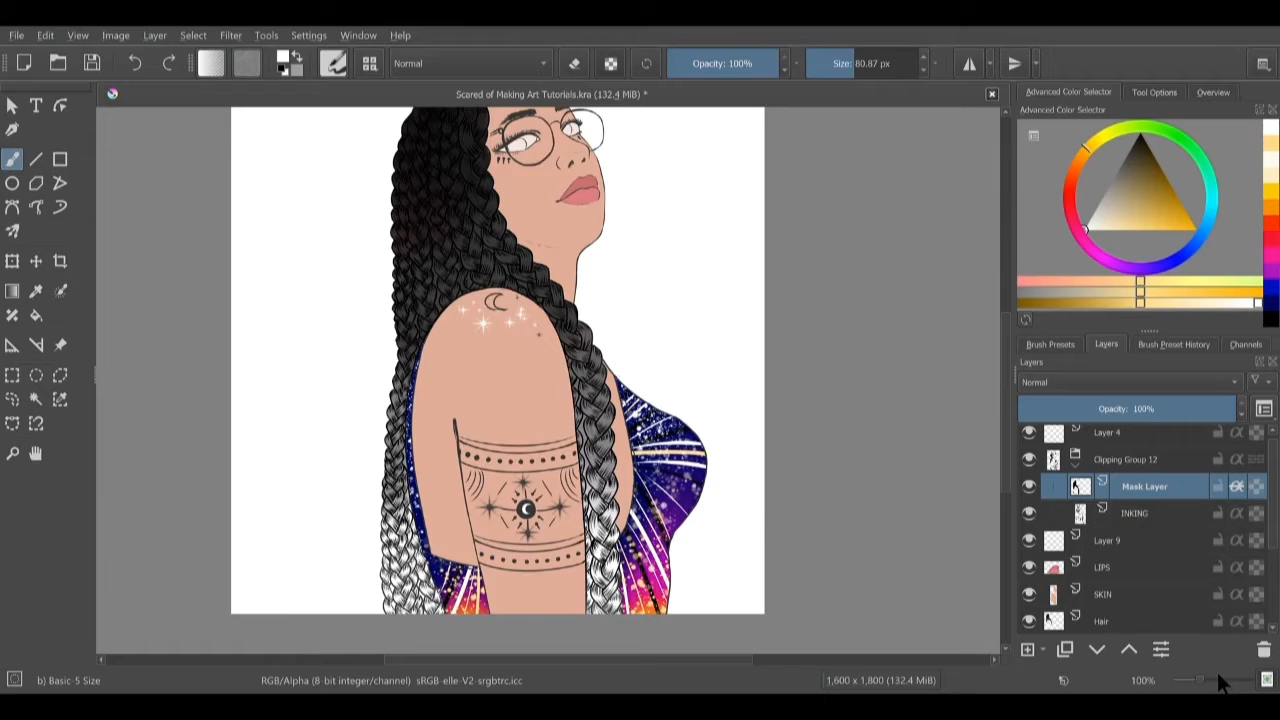 File Edit View Image Layer Select Filter Tools Settings Window Help
Normal
Opacity: 100%
Size: 80.87 px
Scared of Making Art Tutorials.kra (132.4 MiB) *
Advanced Color Selector Tool Options Overview
Advanced Color Selector
Brush Presets Layers Brush Preset History Channels
Layers
Normal
Opacity: 100%
Layer 4
Clipping Group 12
Mask Layer
INKING
Layer 9
LIPS
SKIN
Hair
b) Basic-5 Size
RGB/Alpha (8-bit integer/channel) sRGB-elle-V2-srgbtrc.icc
1,600 x 1,800 (132.4 MiB)
100%